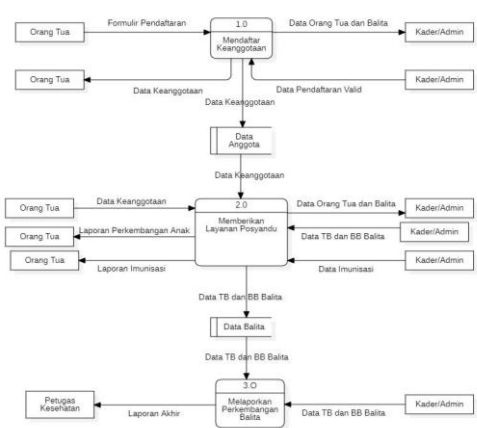 Formulir Pendaftaran
1.0
Data Orang Tua dan Balita
Orang Tua
Mendaftar
Keanggotaan
Kader/Admin
Orang Tua
Kader/Admin
Data Keanggotaan
Data Pendaftaran Valid
Data Keanggotaan
Data
Anggota
Data Keanggotaan
Data Keanggotaan
2.0
Data Orang Tua dan Balita
Orang Tua
Memberikan
Layanan Posyandu
Kader/Admin
Laporan Perkembangan Anak
Orang Tua
Data TB dan BB Balita
Kader/Admin
Orang Tua
Kader/Admin
Laporan Imunisasi
Data Imunisasi
Data TB dan BB Balita
Data Balita
Data TB dan BB Balita
3.O
Petugas
Kesehatan
Melaporkan
Perkembangan
Balita
Kader/Admin
Laporan Akhir
Data TB dan BB Balita